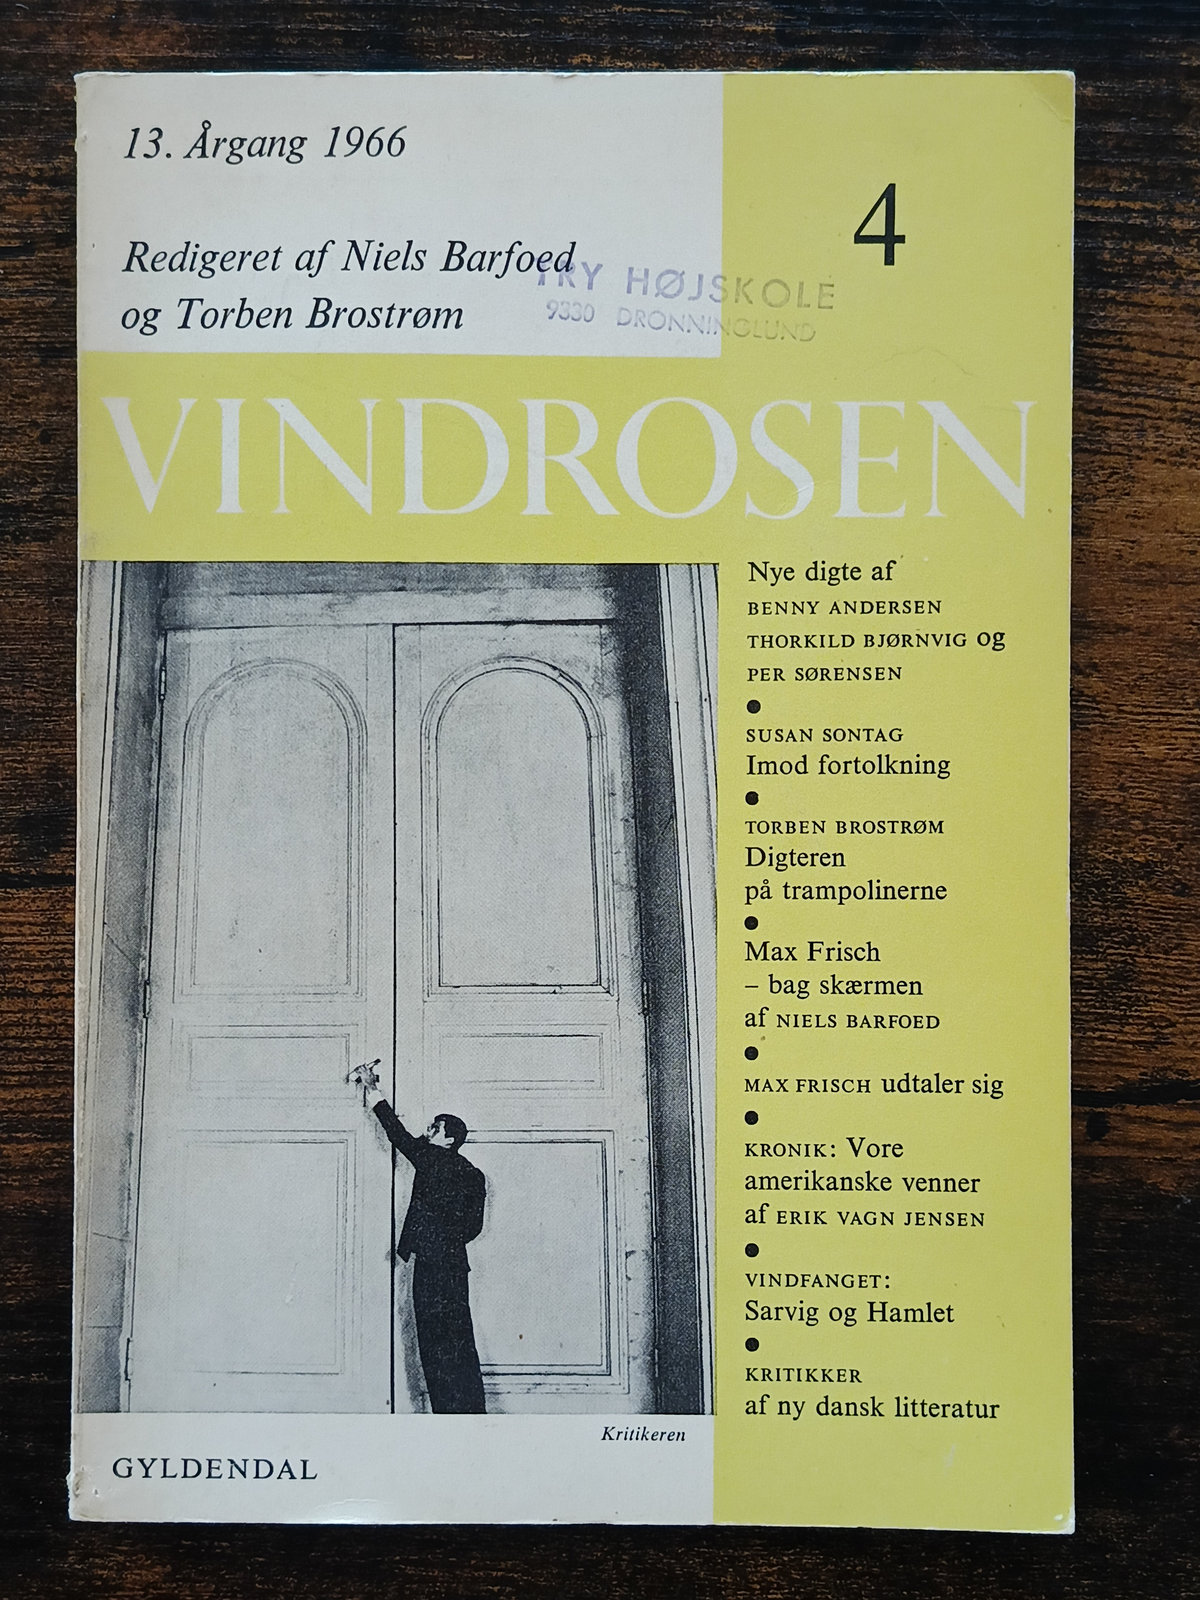 13. Årgang 1966
4
Redigeret af Niels Barfoed
og Torben Brostrøm
TRY HØJSKOLE
9330 DRONNINGLUND
VINDROSEN
Nye digte af
BENNY ANDERSEN
THORKILD BJØRNVIG og
PER SØRENSEN
SUSAN SONTAG
Imod fortolkning
TORBEN BROSTRØM
Digteren
på trampolinerne
Max Frisch
– bag skærmen
af NIELS BARFOED
MAX FRISCH udtaler sig
KRONIK: Vore
amerikanske venner
af ERIK VAGN JENSEN
VINDFANGET:
Sarvig og Hamlet
KRITIKKER
af ny dansk litteratur
Kritikeren
GYLDENDAL